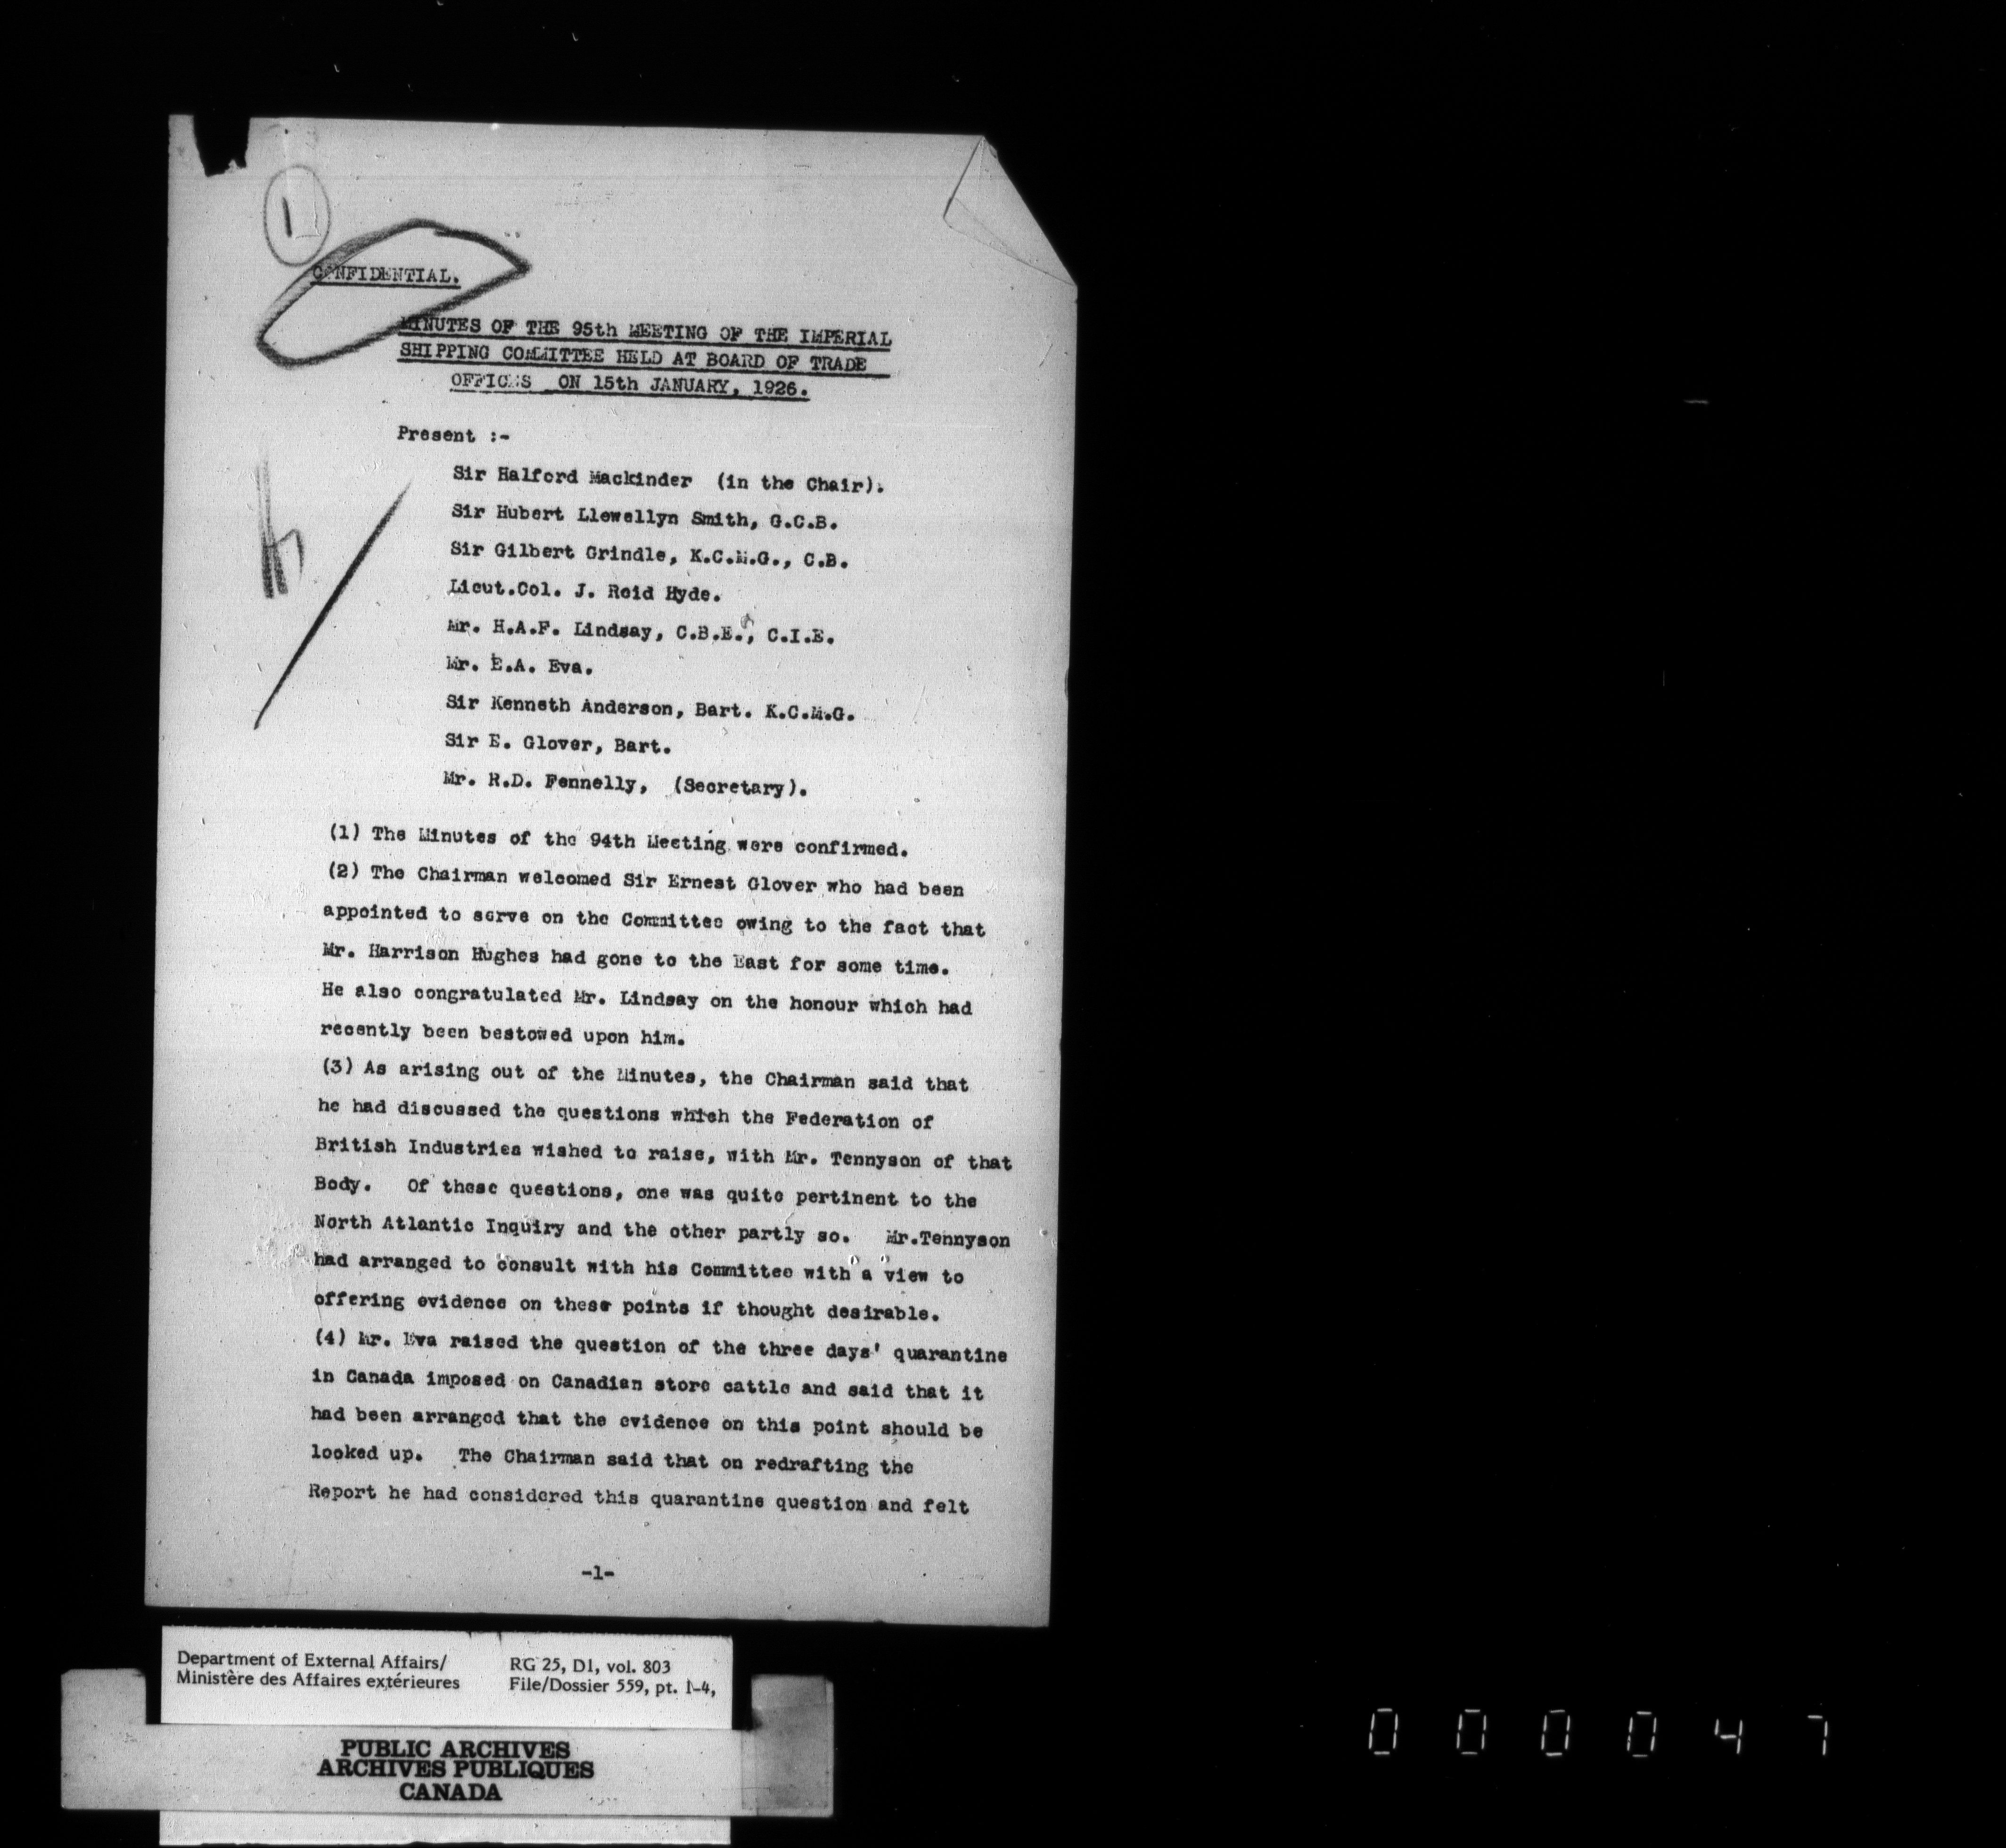 1
CONFIDENTIAL.
MINUTES OF THE 95th MEETING OF THE IMPERIAL
SHIPPING COMMITTEE HELD AT BOARD OF TRADE
OFFICES ON 15th JANUARY, 1926.
Present :-
Sir Halford Mackinder (in the Chair).
Sir Hubert Llewellyn Smith, G.C.B.
Sir Gilbert Grindle, K.C.M.G., C.B.
Lieut.Col. J. Reid Hyde.
Mr. H.A.F. Lindsay, C.B.E., C.I.E.
Mr. E.A. Eva.
Sir Kenneth Anderson, Bart. K.C.M.G.
Sir E. Glover, Bart.
Mr. R.D. Fennelly, (Secretary).
(1) The Minutes of the 94th Meeting were confirmed.
(2) The Chairman welcomed Sir Ernest Glover who had been
appointed to serve on the Committee owing to the fact that
Mr. Harrison Hughes had gone to the East for some time.
He also congratulated Mr. Lindsay on the honour which had
recently been bestowed upon him.
(3) As arising out of the Minutes, the Chairman said that
he had discussed the questions which the Federation of
British Industries wished to raise, with Mr. Tennyson of that
Body. Of these questions, one was quite pertinent to the
North Atlantic Inquiry and the other partly so. Mr.Tennyson
had arranged to consult with his Committee with a view to
offering evidence on these points if thought desirable.
(4) Mr. Eva raised the question of the three days' quarantine
in Canada imposed on Canadian store cattle and said that it
had been arranged that the evidence on this point should be
looked up. The Chairman said that on redrafting the
Report he had considered this quarantine question and felt
-1-
Department of External Affairs/
Ministère des Affaires extérieures
RG 25, D1, vol. 803
File/Dossier 559, pt. 1-4,
PUBLIC ARCHIVES
ARCHIVES PUBLIQUES
CANADA
000047